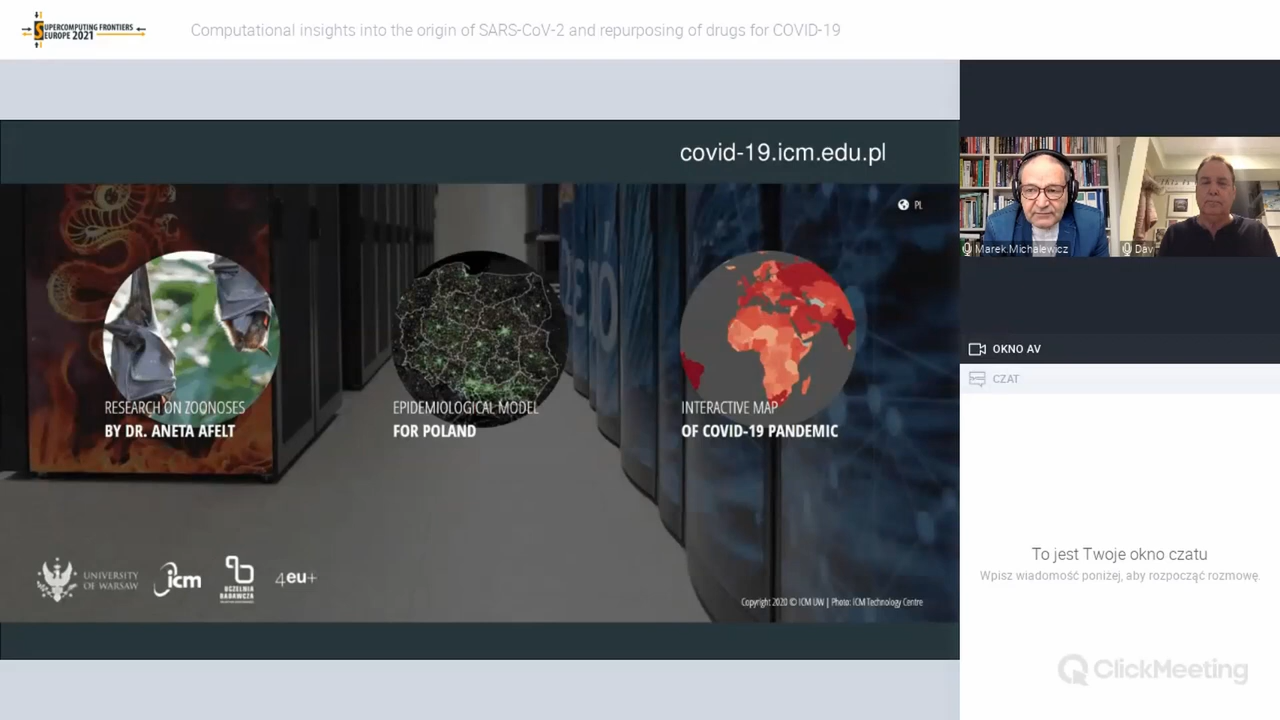 SUPERCOMPUTING FRONTIERS
EUROPE 2021
Computational insights into the origin of SARS-CoV-2 and repurposing of drugs for COVID-19
covid-19.icm.edu.pl
PL
RESEARCH ON ZOONOSES
BY DR. ANETA AFELT
EPIDEMIOLOGICAL MODEL
FOR POLAND
INTERACTIVE MAP
OF COVID-19 PANDEMIC
UNIVERSITY
OF WARSAW
icm
UCZELNIA
BADAWCZA
4eu+
Copyright 2020 © ICM UW | Photo: ICM Technology Centre
Marek.Michalewicz
Dav
OKNO AV
CZAT
To jest Twoje okno czatu
Wpisz wiadomość poniżej, aby rozpocząć rozmowę.
ClickMeeting